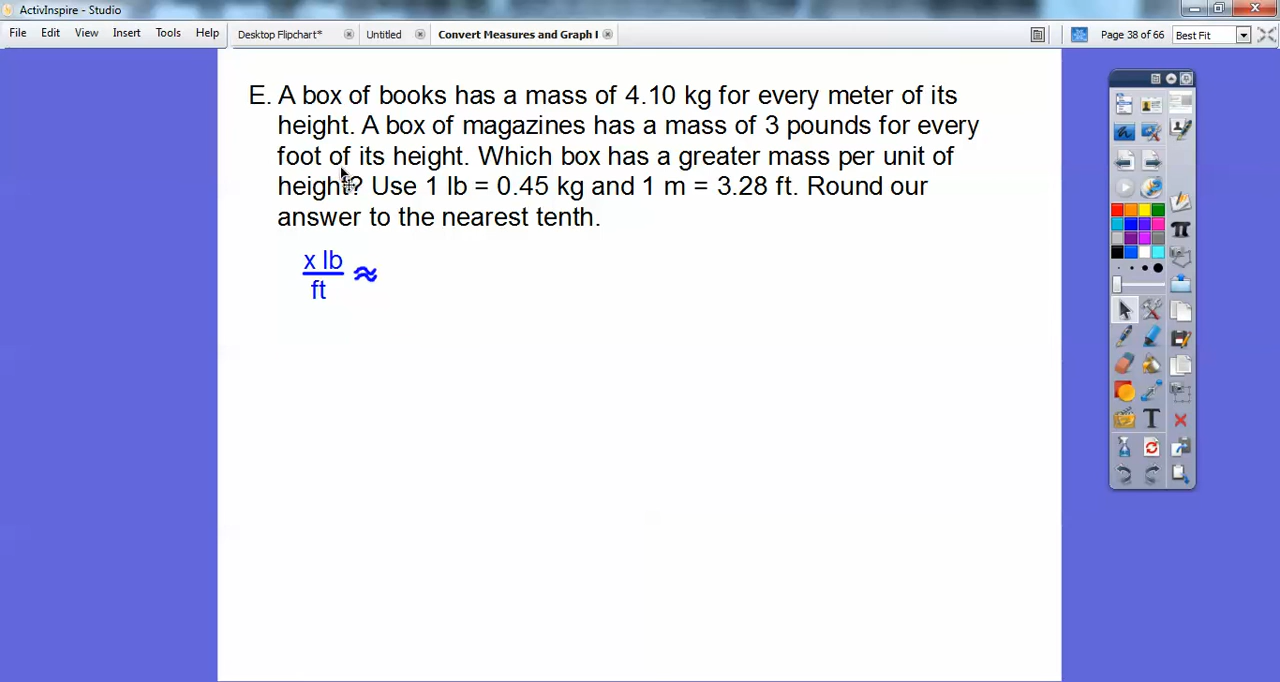 ActivInspire - Studio
File Edit View Insert Tools Help Desktop Flipchart* Untitled Convert Measures and Graph I Page 38 of 66 Best Fit
E. A box of books has a mass of 4.10 kg for every meter of its
height. A box of magazines has a mass of 3 pounds for every
foot of its height. Which box has a greater mass per unit of
height? Use 1 lb = 0.45 kg and 1 m = 3.28 ft. Round our
answer to the nearest tenth.
x lb
ft
≈